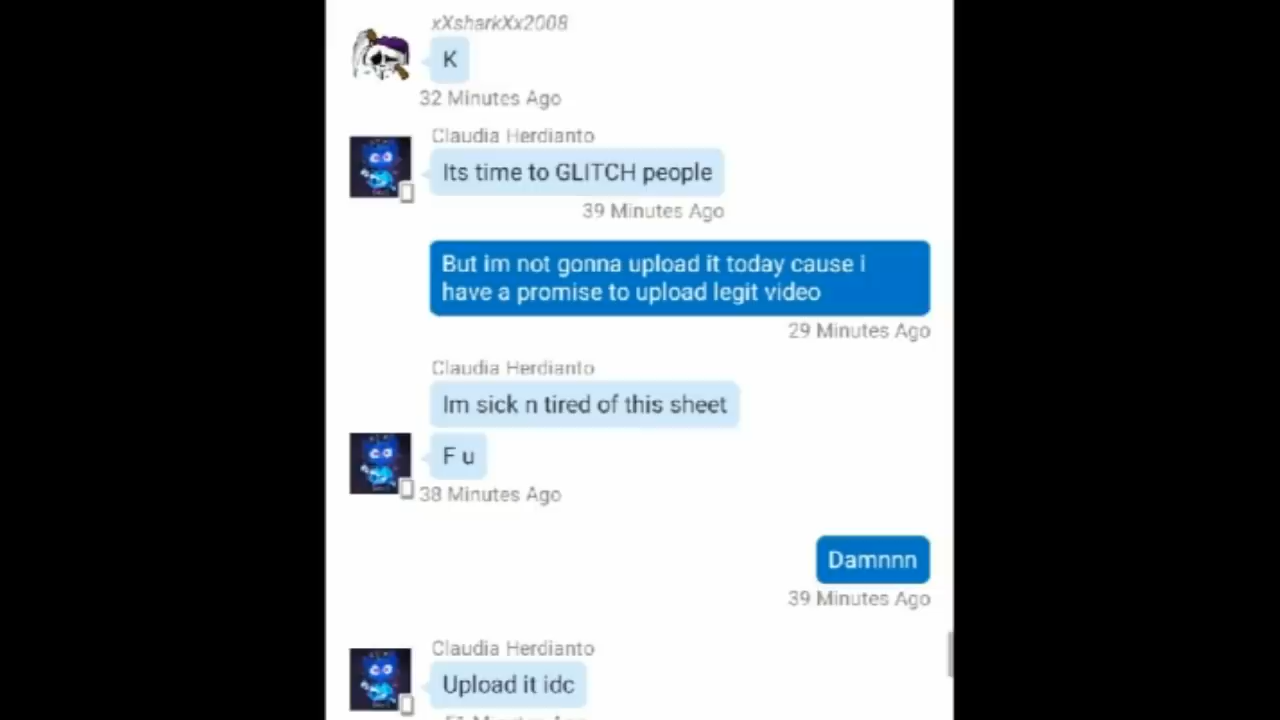 xXsharkXx2008
K
32 Minutes Ago
Claudia Herdianto
Its time to GLITCH people
39 Minutes Ago
But im not gonna upload it today cause i
have a promise to upload legit video
29 Minutes Ago
Claudia Herdianto
Im sick n tired of this sheet
F u
38 Minutes Ago
Damnnn
39 Minutes Ago
Claudia Herdianto
Upload it idc
Minutes Ago